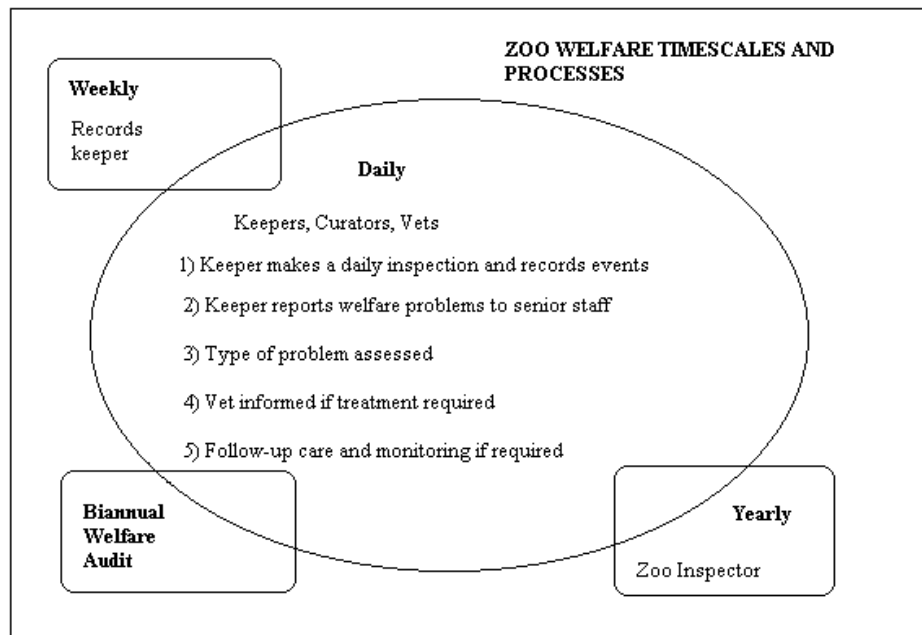 ZOO WELFARE TIMESCALES AND
PROCESSES
Weekly
Records
keeper
Daily
Keepers, Curators, Vets
1) Keeper makes a daily inspection and records events
2) Keeper reports welfare problems to senior staff
3) Type of problem assessed
4) Vet informed if treatment required
5) Follow-up care and monitoring if required
Biannual
Welfare
Audit
Yearly
Zoo Inspector